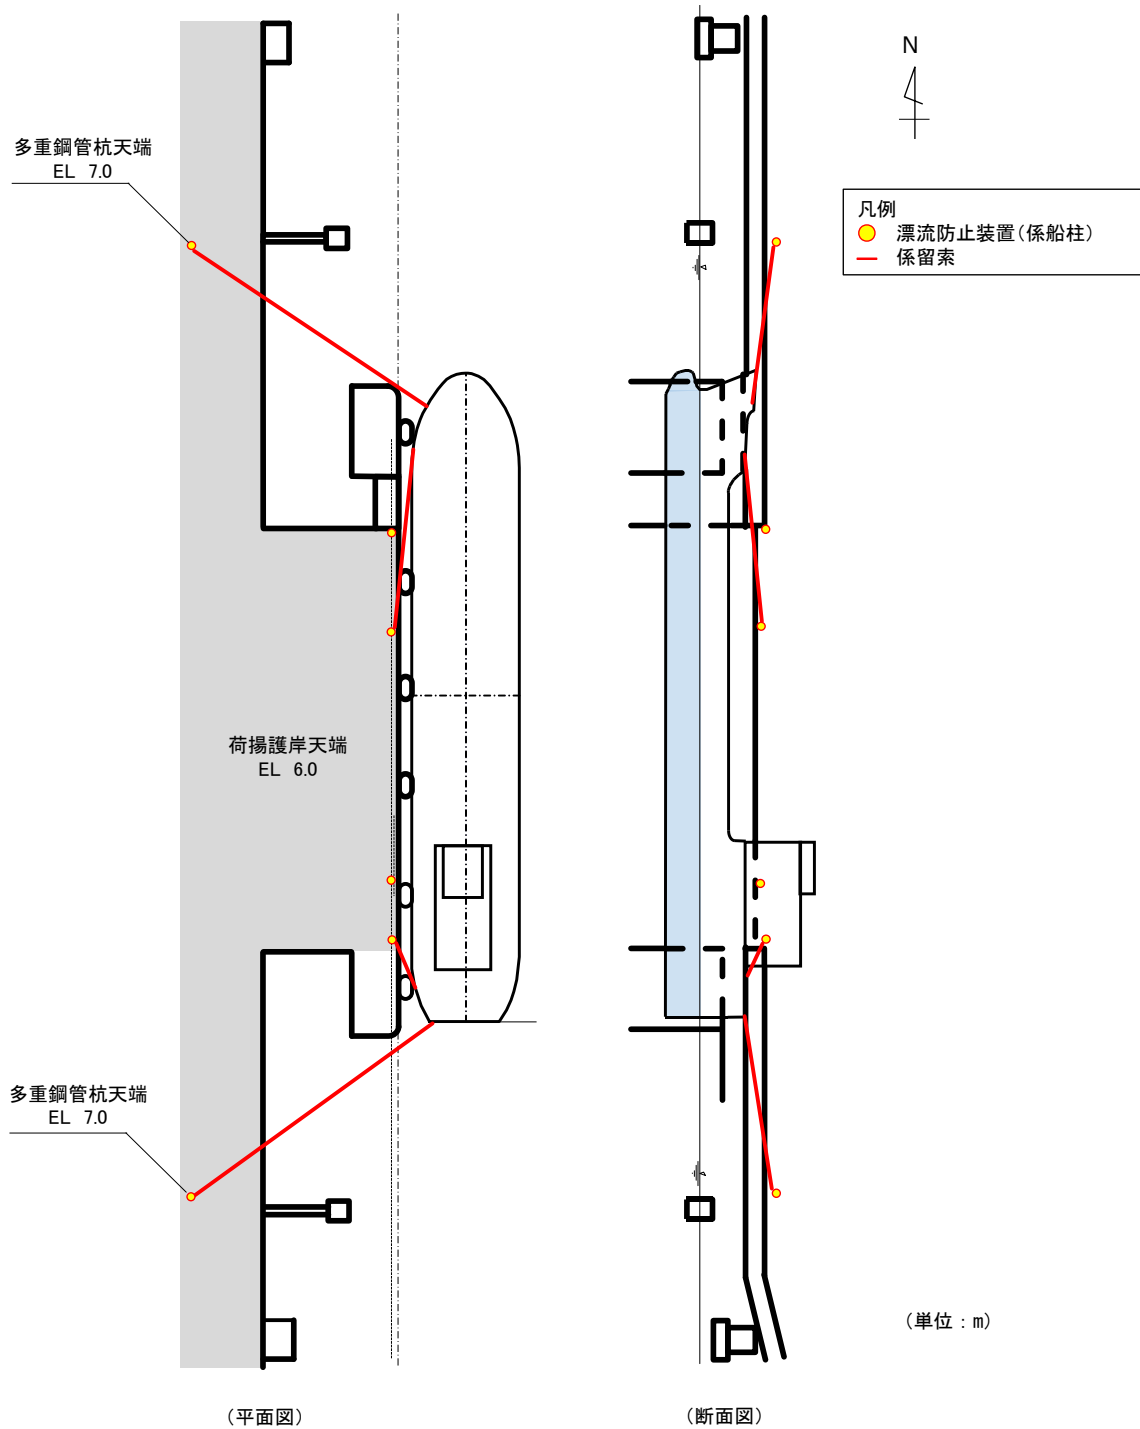 N
多重鋼管杭天端
EL 7.0
凡例
漂流防止装置(係船柱)
係留索
荷揚護岸天端
EL 6.0
多重鋼管杭天端
EL 7.0
(単位:m)
(平面図)
(断面図)